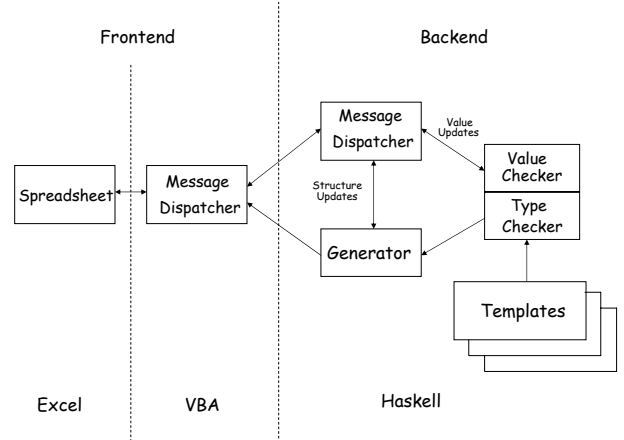 Frontend
Backend
Message
Dispatcher
Value
Updates
Value
Checker
Spreadsheet
Message
Dispatcher
Structure
Updates
Type
Checker
Generator
Templates
Excel
VBA
Haskell